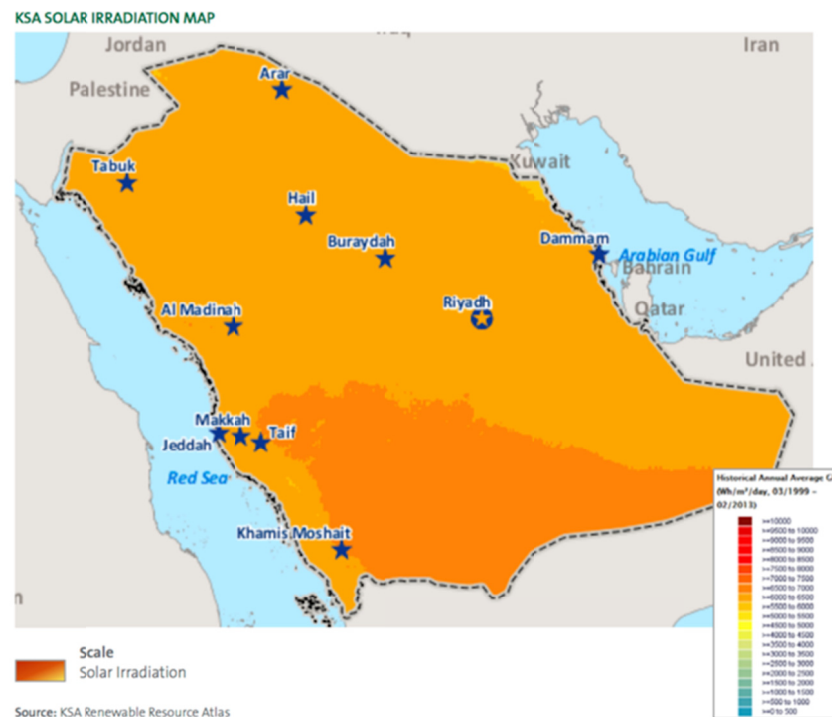 KSA SOLAR IRRADIATION MAP
Jordan
Iran
Arar
Palestine
Kuwait
Tabuk
Hail
Buraydah
Dammam
Arabian Gulf
Bahrain
Riyadh
Qatar
Al Madinah
United
Makkah
Taif
Jeddah
Red Sea
Khamis Moshait
Historical Annual Average G
(Wh/m²/day, 03/1999 –
02/2013)
>=10000
>=9500 to 10000
>=9000 to 9500
>=8500 to 9000
>=8000 to 8500
>=7500 to 8000
>=7000 to 7500
>=6500 to 7000
>=6000 to 6500
>=5500 to 6000
>=5000 to 5500
>=4500 to 5000
>=4000 to 4500
>=3500 to 4000
>=3000 to 3500
>=2500 to 3000
>=2000 to 2500
>=1500 to 2000
>=1000 to 1500
>=500 to 1000
>=0 to 500
Scale
Solar Irradiation
Source: KSA Renewable Resource Atlas